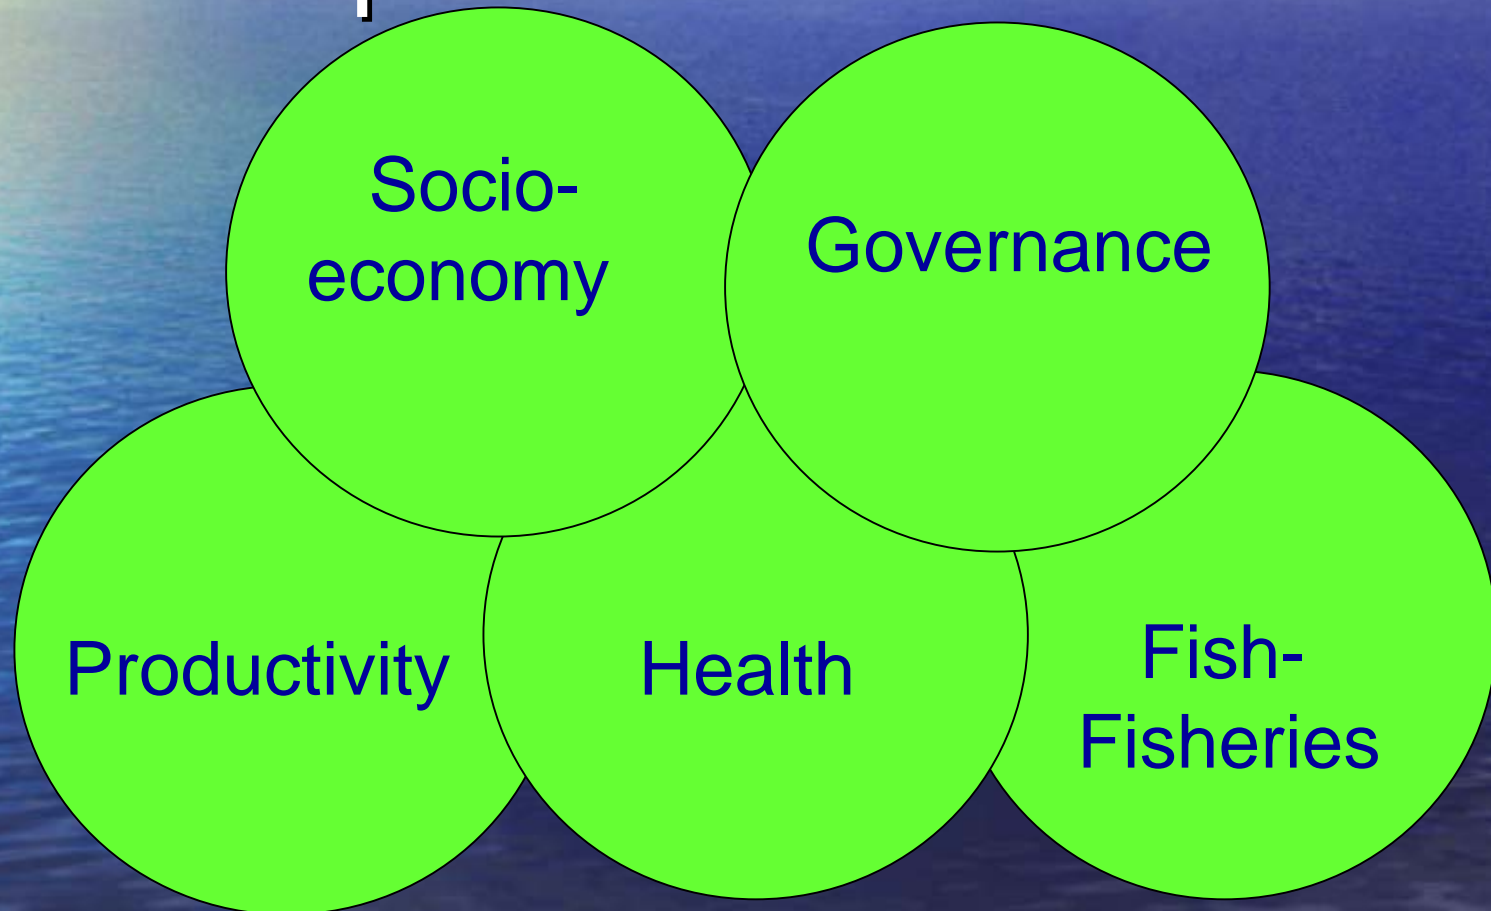 Socio-
economy
Governance
Productivity
Health
Fish-
Fisheries